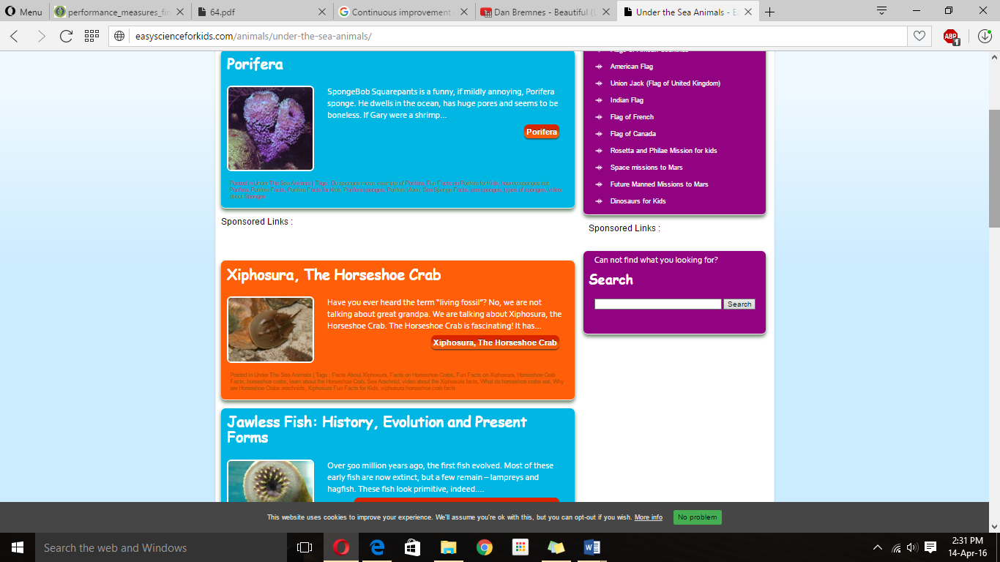 Menu
performance_measures_fin
64.pdf
Continuous improvement -
Dan Bremnes - Beautiful (L
Under the Sea Animals - Ea
easyscienceforkids.com/animals/under-the-sea-animals/
ABP
1
Porifera
SpongeBob Squarepants is a funny, if mildly annoying, Porifera
sponge. He dwells in the ocean, has huge pores and seems to be
boneless. If Gary were a shrimp...
Porifera
Posted in Under The Sea Animals | Tags : Do sponges move, example of Porifera, Fun Facts on Porifera for Kids, how do sponges eat,
Porifera, Porifera Facts, Porifera Facts for Kids, Porifera sponges, Porifera Video, Sea Sponge Facts, sea sponges, types of sponges, video
about Sponges
Sponsored Links :
Xiphosura, The Horseshoe Crab
Have you ever heard the term “living fossil”? No, we are not
talking about great grandpa. We are talking about Xiphosura, the
Horseshoe Crab. The Horseshoe Crab is fascinating! It has...
Xiphosura, The Horseshoe Crab
Posted in Under The Sea Animals | Tags : Facts About Xiphosura, Facts on Horseshoe Crabs, Fun Facts on Xiphosura, Horseshoe Crab
Facts, horseshoe crabs, learn about the Horseshoe Crab, Sea Arachnid, video about the Xiphosura facts, What do horseshoe crabs eat, Why
are Horseshoe Crabs arachnids, Xiphosura Fun Facts for Kids, xiphosura horseshoe crab facts
Jawless Fish: History, Evolution and Present
Forms
Over 500 million years ago, the first fish evolved. Most of these
early fish are now extinct, but a few remain – lampreys and
hagfish. These fish look primitive, indeed....
American Flag
Union Jack (Flag of United Kingdom)
Indian Flag
Flag of French
Flag of Canada
Rosetta and Philae Mission for kids
Space missions to Mars
Future Manned Missions to Mars
Dinosaurs for Kids
Sponsored Links :
Can not find what you looking for?
Search
Search
This website uses cookies to improve your experience. We'll assume you're ok with this, but you can opt-out if you wish. More info
No problem
Search the web and Windows
2:31 PM
14-Apr-16